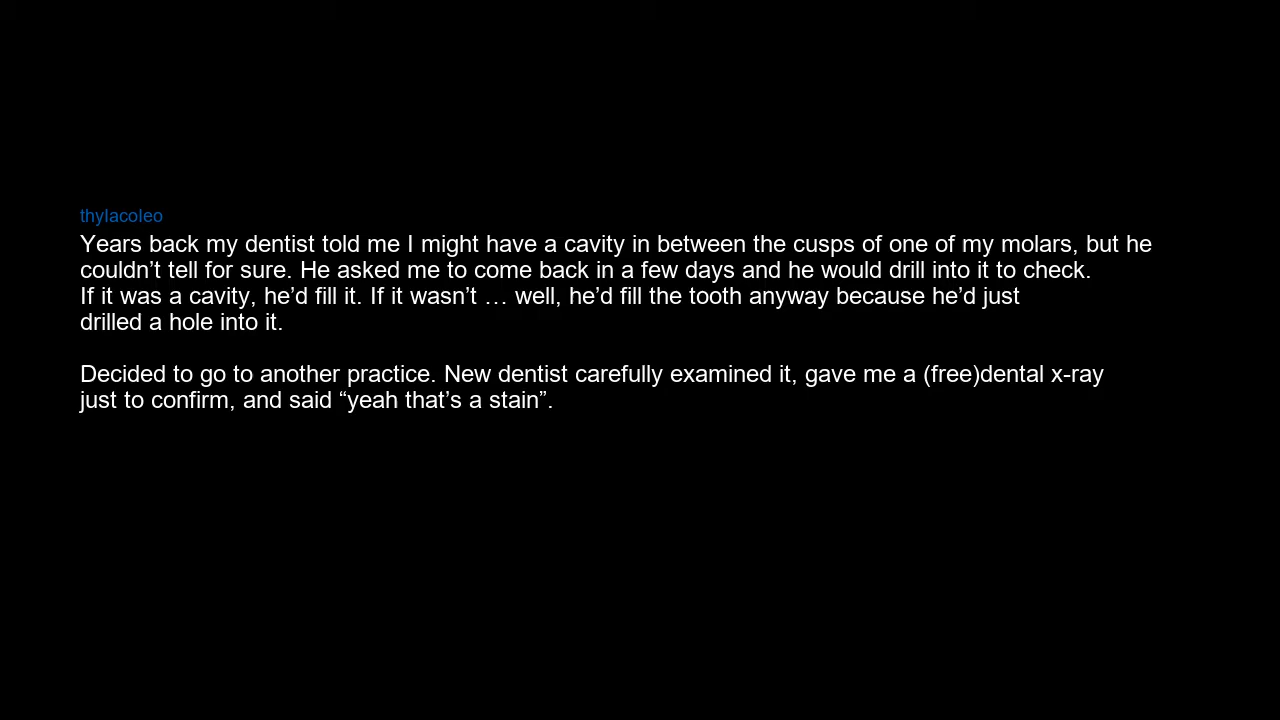 thylacoleo
Years back my dentist told me I might have a cavity in between the cusps of one of my molars, but he
couldn’t tell for sure. He asked me to come back in a few days and he would drill into it to check.
If it was a cavity, he’d fill it. If it wasn’t … well, he’d fill the tooth anyway because he’d just
drilled a hole into it.
Decided to go to another practice. New dentist carefully examined it, gave me a (free)dental x-ray
just to confirm, and said “yeah that’s a stain”.